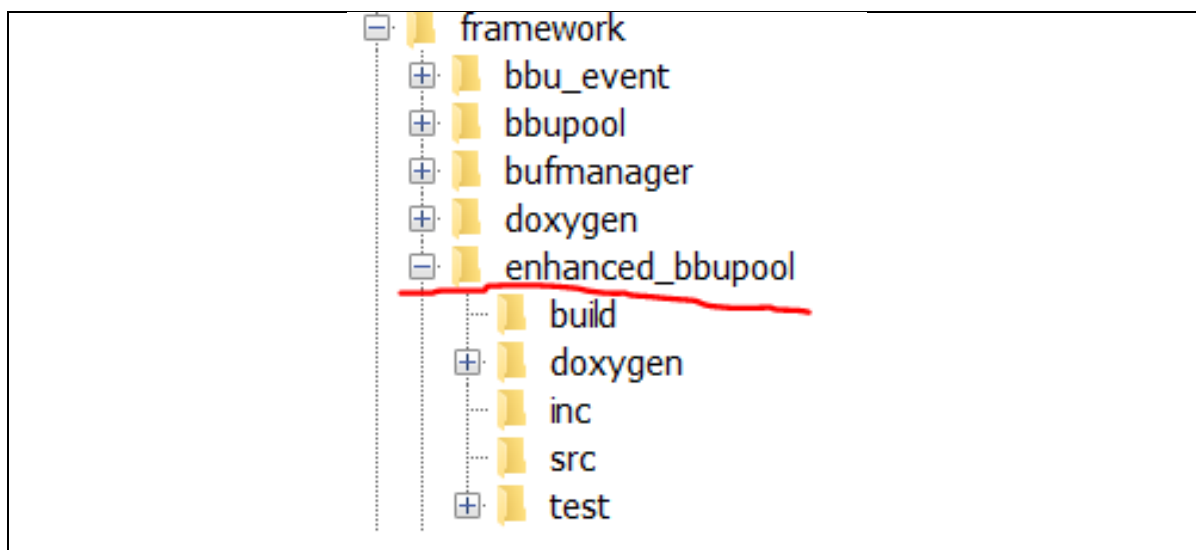 framework
bbu_event
bbupool
bufmanager
doxygen
enhanced_bbupool
build
doxygen
inc
src
test